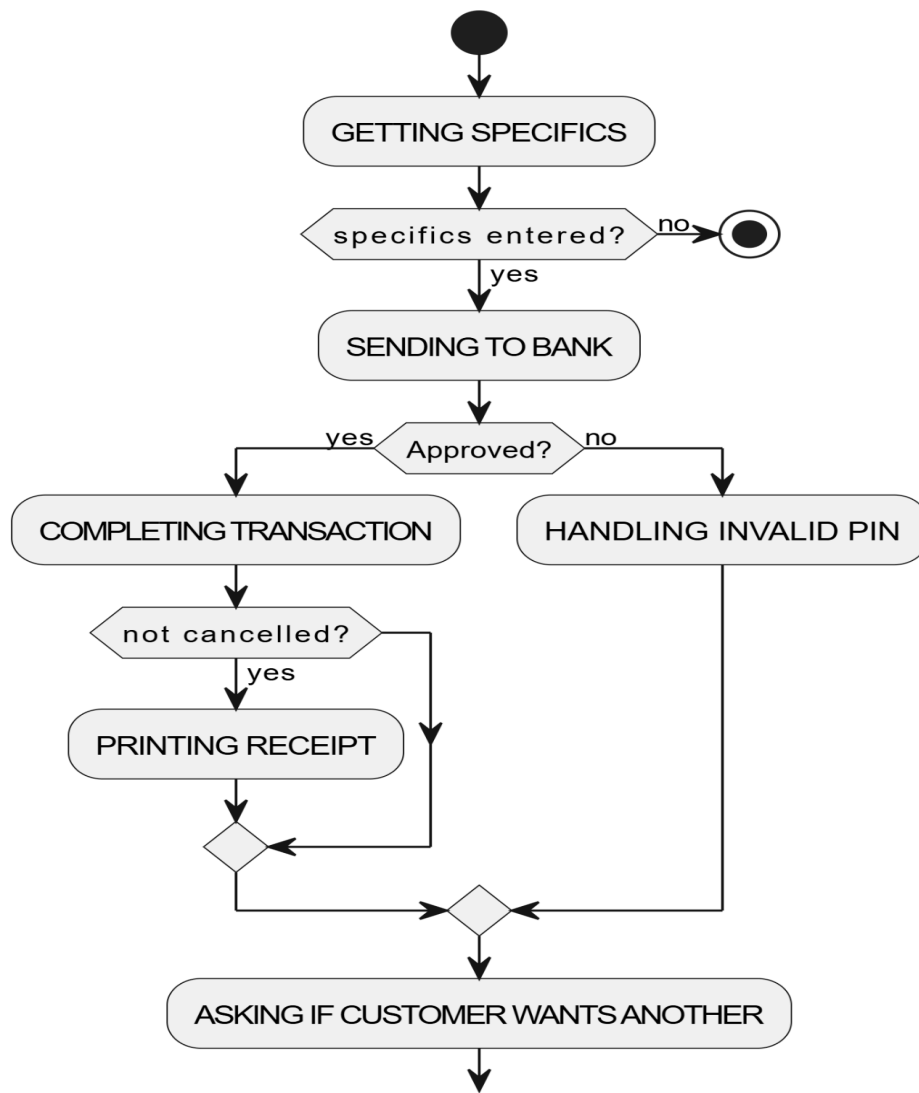 GETTING SPECIFICS
specifics entered?
no
yes
SENDING TO BANK
yes
Approved?
no
COMPLETING TRANSACTION
HANDLING INVALID PIN
not cancelled?
yes
PRINTING RECEIPT
ASKING IF CUSTOMER WANTS ANOTHER